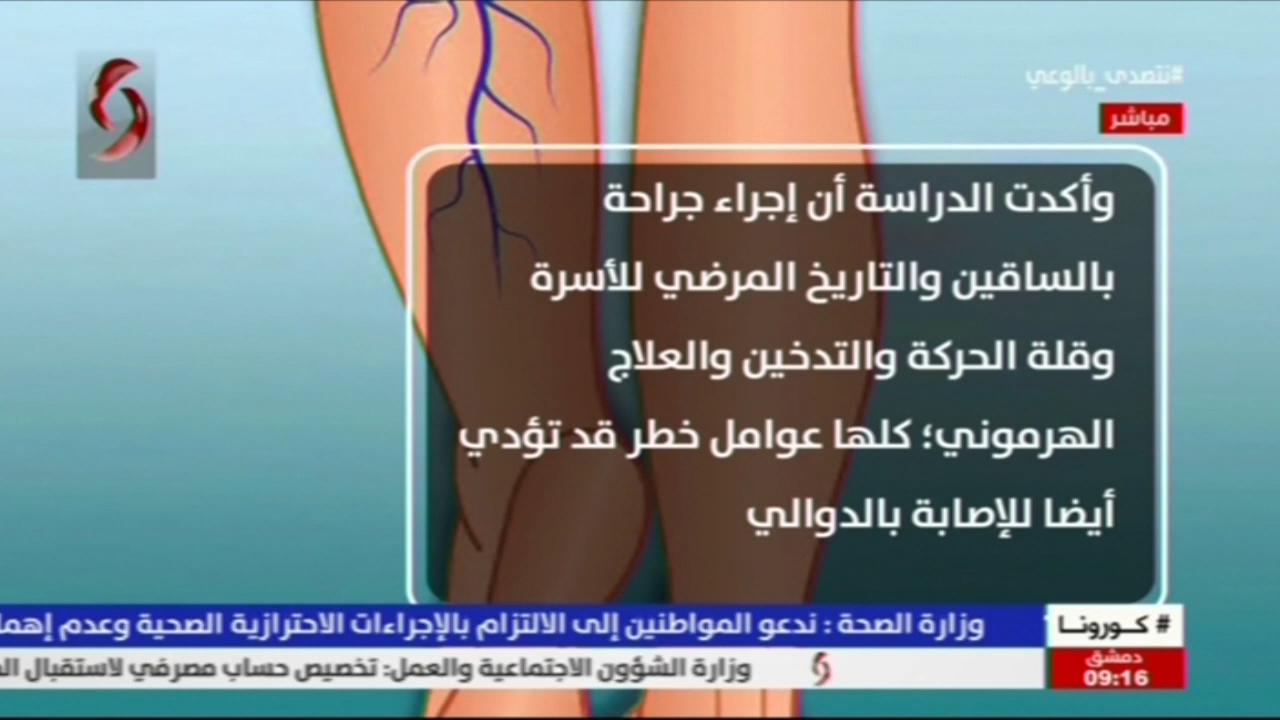 #نتصدى_بالوعي
مباشر
وأكدت الدراسة أن إجراء جراحة
بالساقين والتاريخ المرضي للأسرة
وقلة الحركة والتدخين والعلاج
الهرموني؛ كلها عوامل خطر قد تؤدي
أيضا للإصابة بالدوالي
# كـورونـا
وزارة الصحة : ندعو المواطنين إلى الالتزام بالإجراءات الاحترازية الصحية وعدم
دمشق
09:16
وزارة الشؤون الاجتماعية والعمل: تخصيص حساب مصرفي لاستقبال